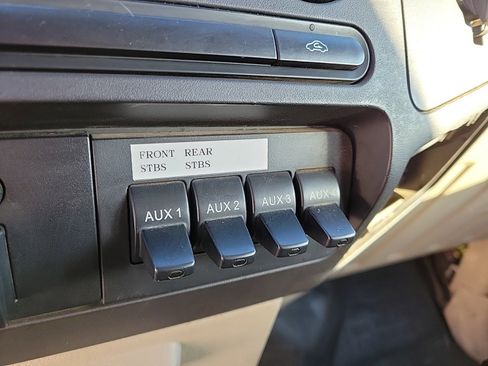 FRONT REAR
STBS STBS
AUX 1 AUX 2 AUX 3 AUX 4